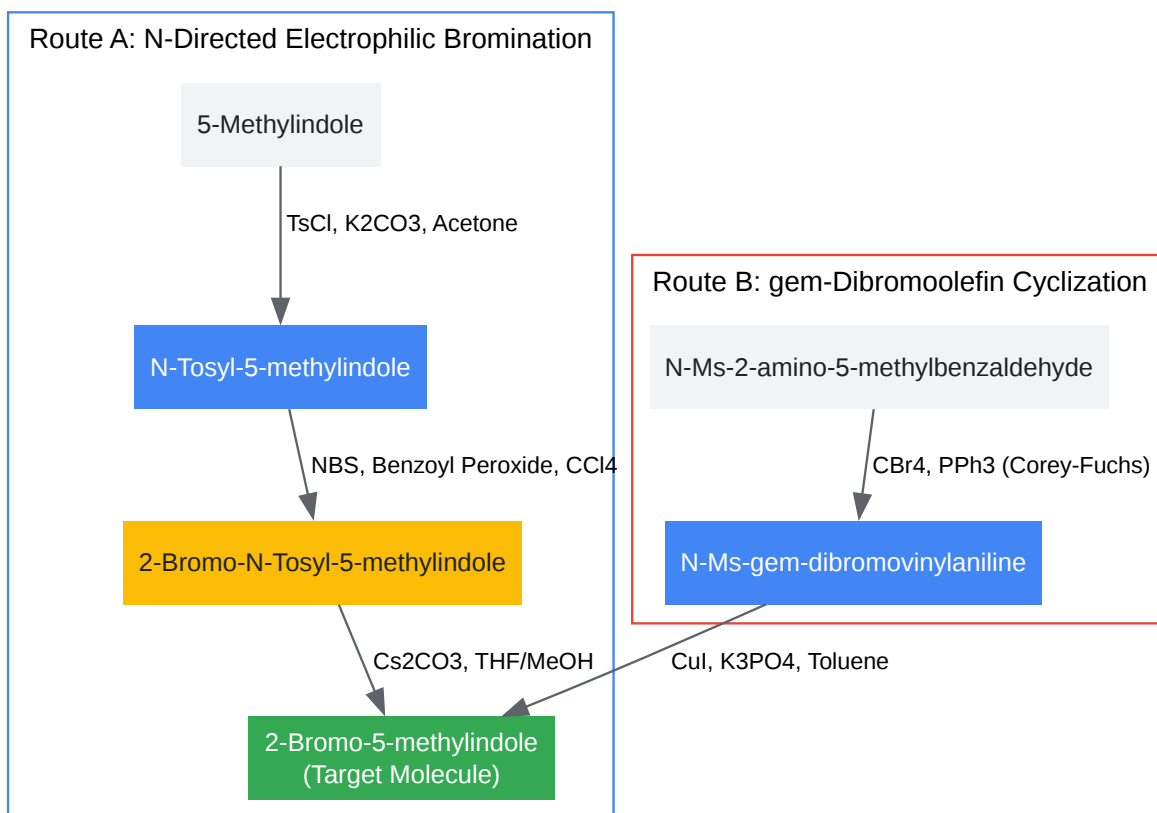 Route A: N-Directed Electrophilic Bromination
5-Methylindole
TsCl, K2CO3, Acetone
N-Tosyl-5-methylindole
NBS, Benzoyl Peroxide, CCl4
2-Bromo-N-Tosyl-5-methylindole
Cs2CO3, THF/MeOH
Route B: gem-Dibromoolefin Cyclization
N-Ms-2-amino-5-methylbenzaldehyde
CBr4, PPh3 (Corey-Fuchs)
N-Ms-gem-dibromovinylaniline
CuI, K3PO4, Toluene
2-Bromo-5-methylindole
(Target Molecule)